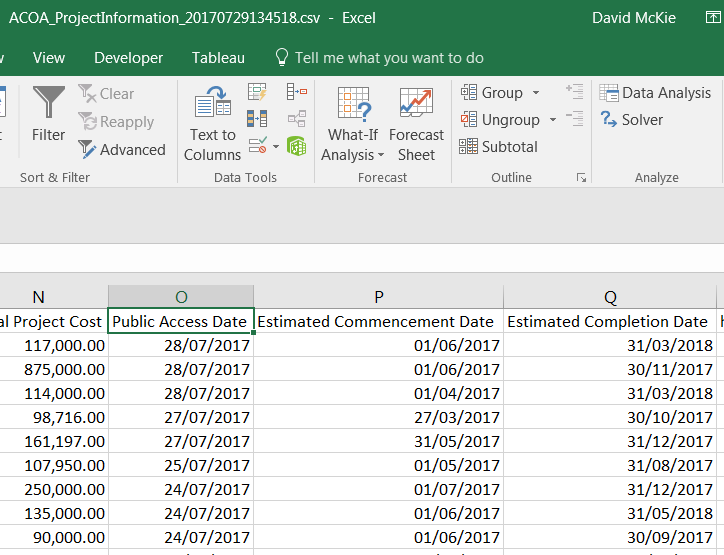 ACOA_ProjectInformation_20170729134518.csv - Excel David McKie
Developer Tableau Tell me what you want to do
Clear
Reapply
Advanced
Filter
Sort & Filter
Text to
Columns
Data Tools
What-If
Analysis
Forecast
Sheet
Forecast
Group
Ungroup
Subtotal
Outline
Data Analysis
Solver
Analyze
N O P Q
al Project Cost Public Access Date Estimated Commencement Date Estimated Completion Date
117,000.00 28/07/2017 01/06/2017 31/03/2018
875,000.00 28/07/2017 01/06/2017 30/11/2017
114,000.00 28/07/2017 01/04/2017 31/03/2018
98,716.00 27/07/2017 27/03/2017 30/10/2017
161,197.00 27/07/2017 31/05/2017 31/12/2017
107,950.00 25/07/2017 01/05/2017 31/08/2017
250,000.00 24/07/2017 01/07/2017 31/12/2017
135,000.00 24/07/2017 01/06/2017 31/05/2018
90,000.00 24/07/2017 01/06/2017 30/09/2017